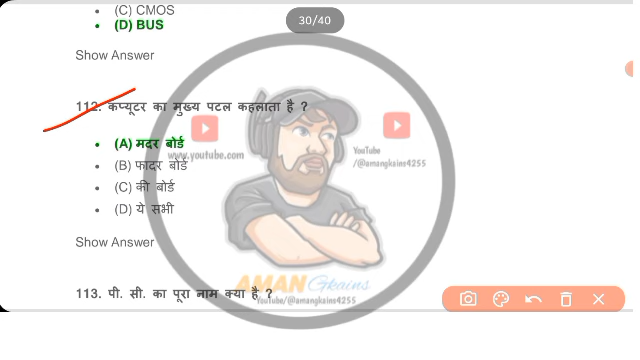 (C) CMOS
(D) BUS
30/40
Show Answer
112. कम्प्यूटर का मुख्य पटल कहलाता है ?
(A) मदर बोर्ड
(B) फादर बोर्ड
(C) की बोर्ड
(D) ये सभी
YouTube
www.youtube.com
YouTube
/@amangkains4255
Show Answer
AMAN Gkains
113. पी. सी. का पूरा नाम क्या है ?
YouTube/@amangkains4255